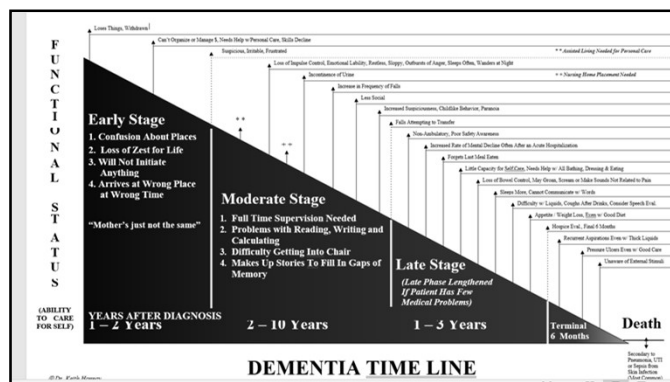 FUNCTIONAL STATUS
(ABILITY
TO CARE
FOR SELF)
Loses Things, Withdrawn
Can't Organize or Manage $, Needs Help w Personal Care, Skills Decline
Suspicious, Irritable, Frustrated
** Assisted Living Needed for Personal Care
Loss of Impulse Control, Emotional Lability, Restless, Sloppy, Outbursts of Anger, Sleeps Often, Wanders at Night
Incontinence of Urine
++ Nursing Home Placement Needed
Increase in Frequency of Falls
Less Social
Increased Suspiciousness, Childlike Behavior, Paranoia
Falls Attempting to Transfer
Non-Ambulatory, Poor Safety Awareness
Increased Rate of Mental Decline Often After an Acute Hospitalization
Forgets Last Meal Eaten
Little Capacity for Self Care, Needs Help w/ All Bathing, Dressing & Eating
Loss of Bowel Control, May Groan, Scream or Make Sounds Not Related to Pain
Sleeps More, Cannot Communicate w/ Words
Difficulty w/ Liquids, Coughs After Drinks, Consider Speech Eval
Appetite / Weight Loss, Even w/ Good Diet
Hospice Eval, Final 6 Months
Recurrent Aspirations Even w/ Thick Liquids
Pressure Ulcers Even w/ Good Care
Unaware of External Stimuli
**
++
Early Stage
1. Confusion About Places
2. Loss of Zest for Life
3. Will Not Initiate
Anything
4. Arrives at Wrong Place
at Wrong Time
"Mother's just not the same"
Moderate Stage
1. Full Time Supervision Needed
2. Problems with Reading, Writing and
Calculating
3. Difficulty Getting Into Chair
4. Makes Up Stories To Fill In Gaps of
Memory
Late Stage
(Late Phase Lengthened
If Patient Has Few
Medical Problems)
YEARS AFTER DIAGNOSIS
1 – 2 Years
2 – 10 Years
1 – 3 Years
Terminal
6 Months
Death
Secondary to
Pneumonia, UTI
or Sepsis from
Skin Infection
(Most Common)
DEMENTIA TIME LINE
©Dr. Keith